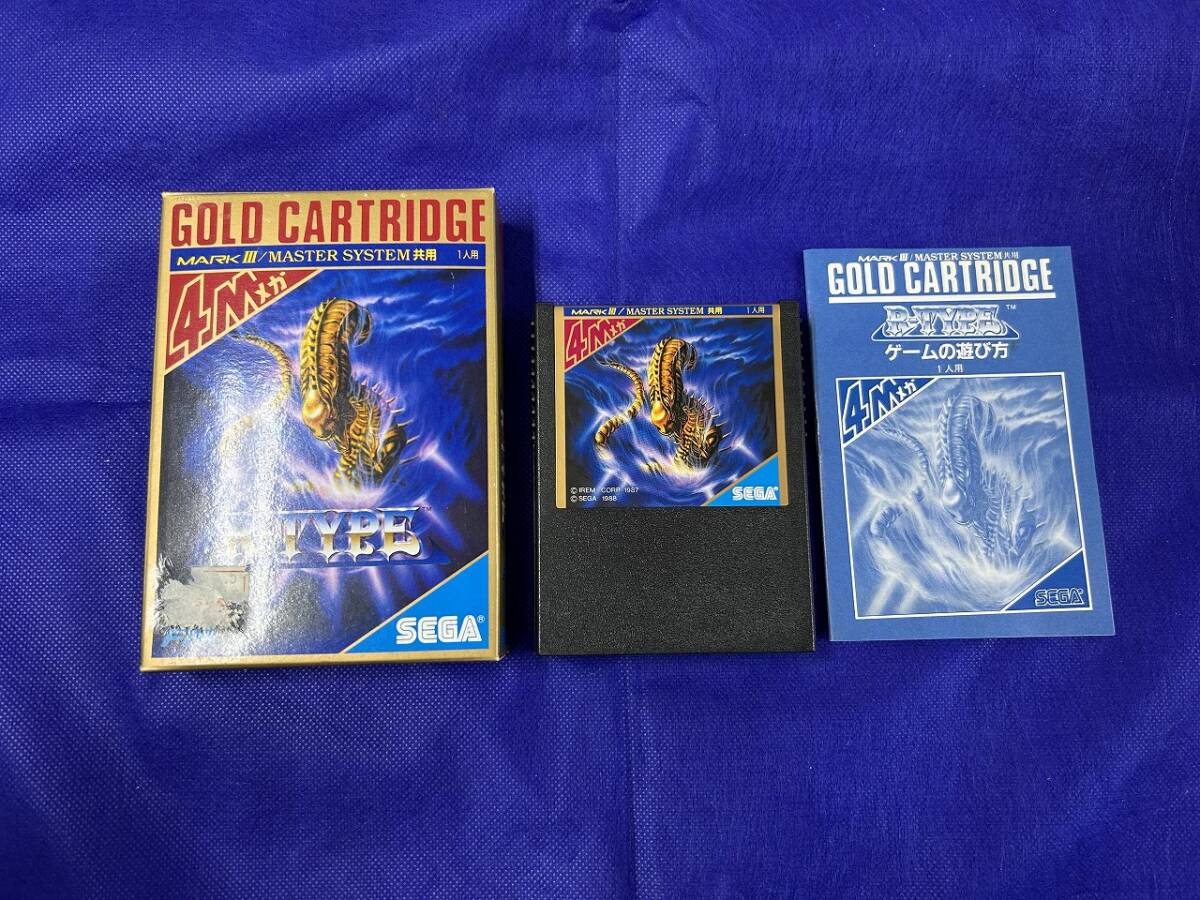 GOLD CARTRIDGE
MARK III/MASTER SYSTEM 共用 1人用
4Mメガ
R-TYPE™
SEGA®
MARK III/MASTER SYSTEM 共用 1人用
4Mメガ
© IREM CORP 1987
© SEGA 1988
SEGA®
MARK III/MASTER SYSTEM 共用
GOLD CARTRIDGE
R-TYPE™
ゲームの遊び方
1人用
4Mメガ
SEGA®